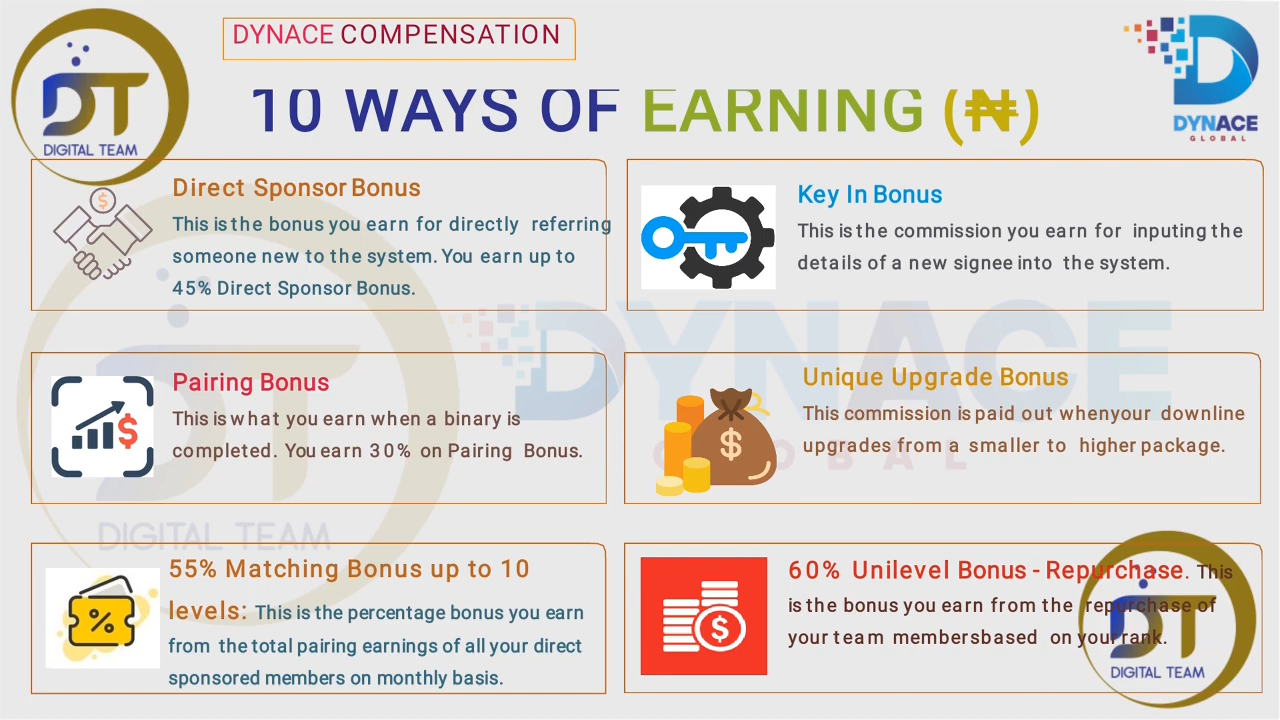 DYNACE COMPENSATION
DT
DIGITAL TEAM
DYNACE
GLOBAL
10 WAYS OF EARNING (₦)
Direct Sponsor Bonus
This is the bonus you earn for directly referring
someone new to the system. You earn up to
45% Direct Sponsor Bonus.
Key In Bonus
This is the commission you earn for inputing the
details of a new signee into the system.
Pairing Bonus
This is what you earn when a binary is
completed. You earn 30% on Pairing Bonus.
Unique Upgrade Bonus
This commission is paid out whenyour downline
upgrades from a smaller to higher package.
55% Matching Bonus up to 10
levels: This is the percentage bonus you earn
from the total pairing earnings of all your direct
sponsored members on monthly basis.
60% Unilevel Bonus - Repurchase. This
is the bonus you earn from the repurchase of
your team membersbased on your rank.
DT
DIGITAL TEAM
DT
DIGITAL TEAM
DYNACE
GLOBAL